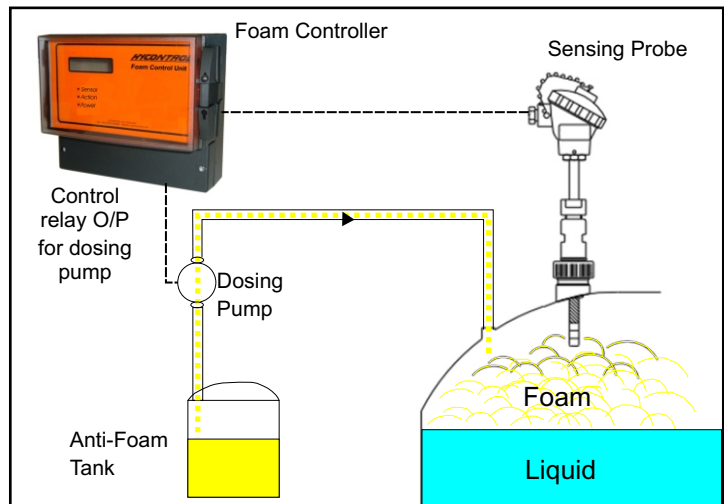 Foam Controller
Sensing Probe
HYCONTROL
Foam Control Unit
Sensor
Action
Power
Control
relay O/P
for dosing
pump
Dosing
Pump
Foam
Anti-Foam
Tank
Liquid